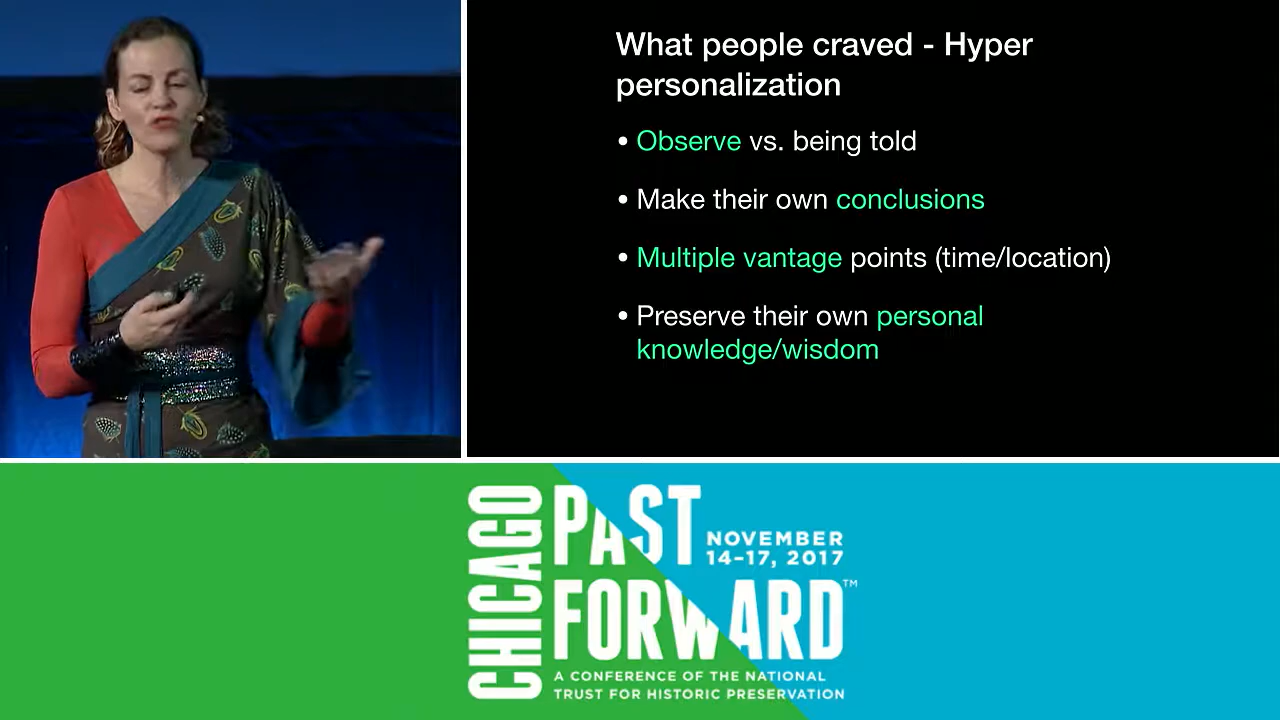 What people craved - Hyper
personalization
• Observe vs. being told
• Make their own conclusions
• Multiple vantage points (time/location)
• Preserve their own personal
knowledge/wisdom
CHICAGO
PAST
NOVEMBER
14-17, 2017
FORWARD™
A CONFERENCE OF THE NATIONAL
TRUST FOR HISTORIC PRESERVATION